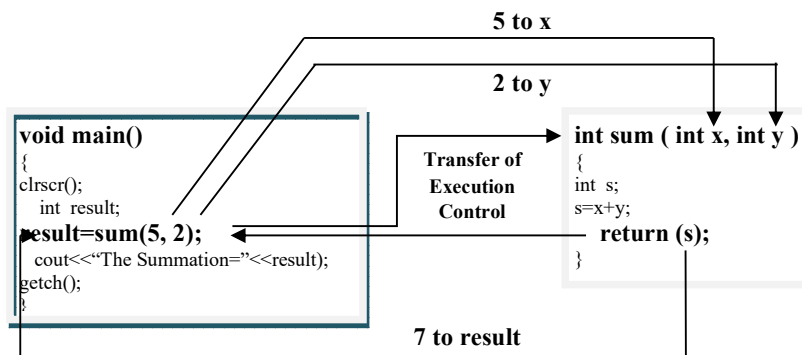 5 to x
2 to y
void main()
{
clrscr();
int result;
result=sum(5, 2);
cout<<“The Summation=”<<result);
getch();
}
Transfer of
Execution
Control
int sum ( int x, int y )
{
int s;
s=x+y;
return (s);
}
7 to result